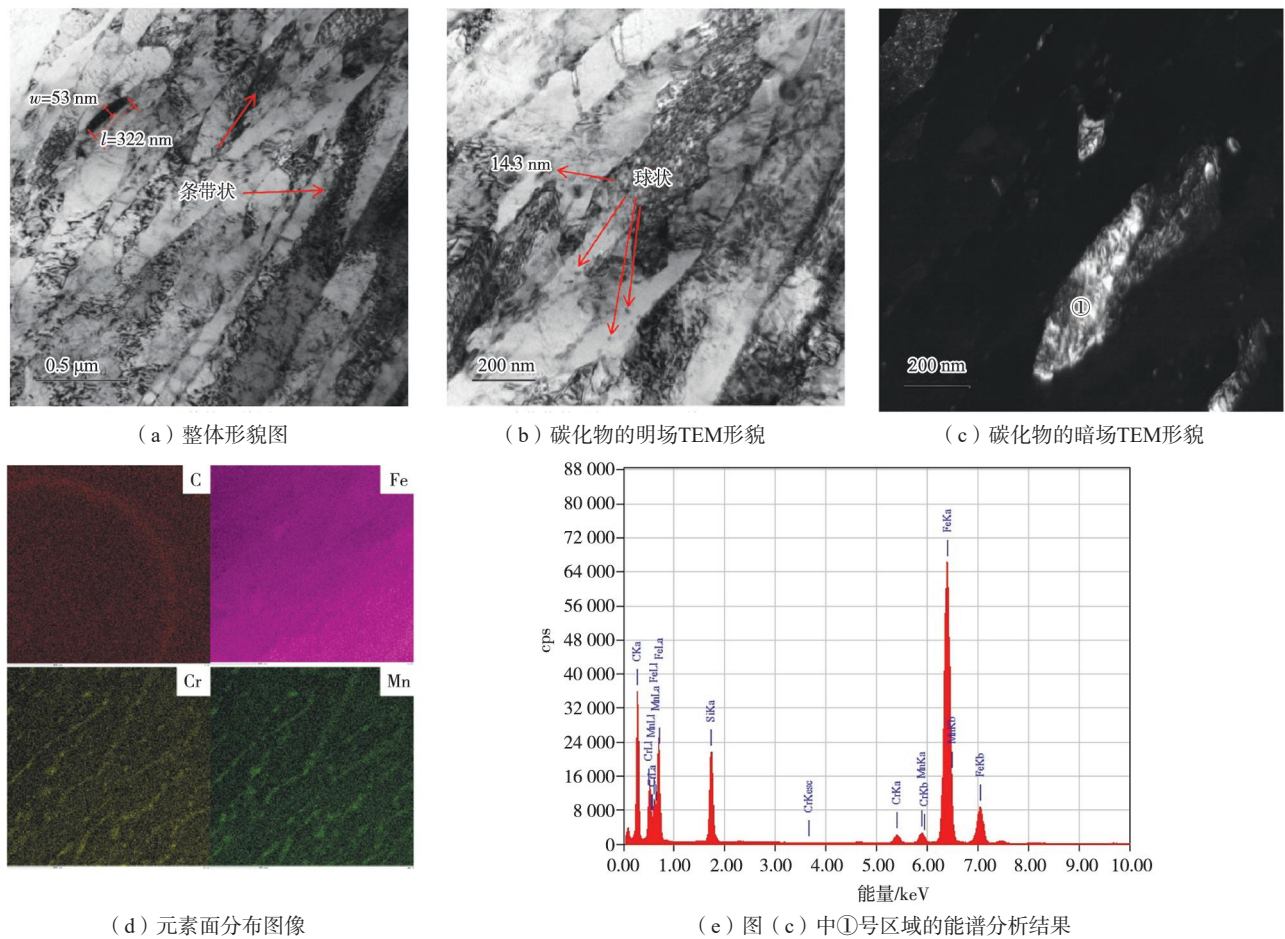 w=53 nm
l=322 nm
条带状
0.5 μm
14.3 nm
球状
200 nm
①
200 nm
（a）整体形貌图
（b）碳化物的明场TEM形貌
（c）碳化物的暗场TEM形貌
C
Fe
Cr
Mn
88 000
80 000
72 000
64 000
56 000
48 000
40 000
32 000
24 000
16 000
8 000
0
cps
CKa
CrLl
MnLl
MnLa
FeLl
FeLa
SiKa
CrKesc
CrKa
MnKa
CrKb
FeKa
MnKb
FeKb
0.00 1.00 2.00 3.00 4.00 5.00 6.00 7.00 8.00 9.00 10.00
能量/keV
（d）元素面分布图像
（e）图（c）中①号区域的能谱分析结果